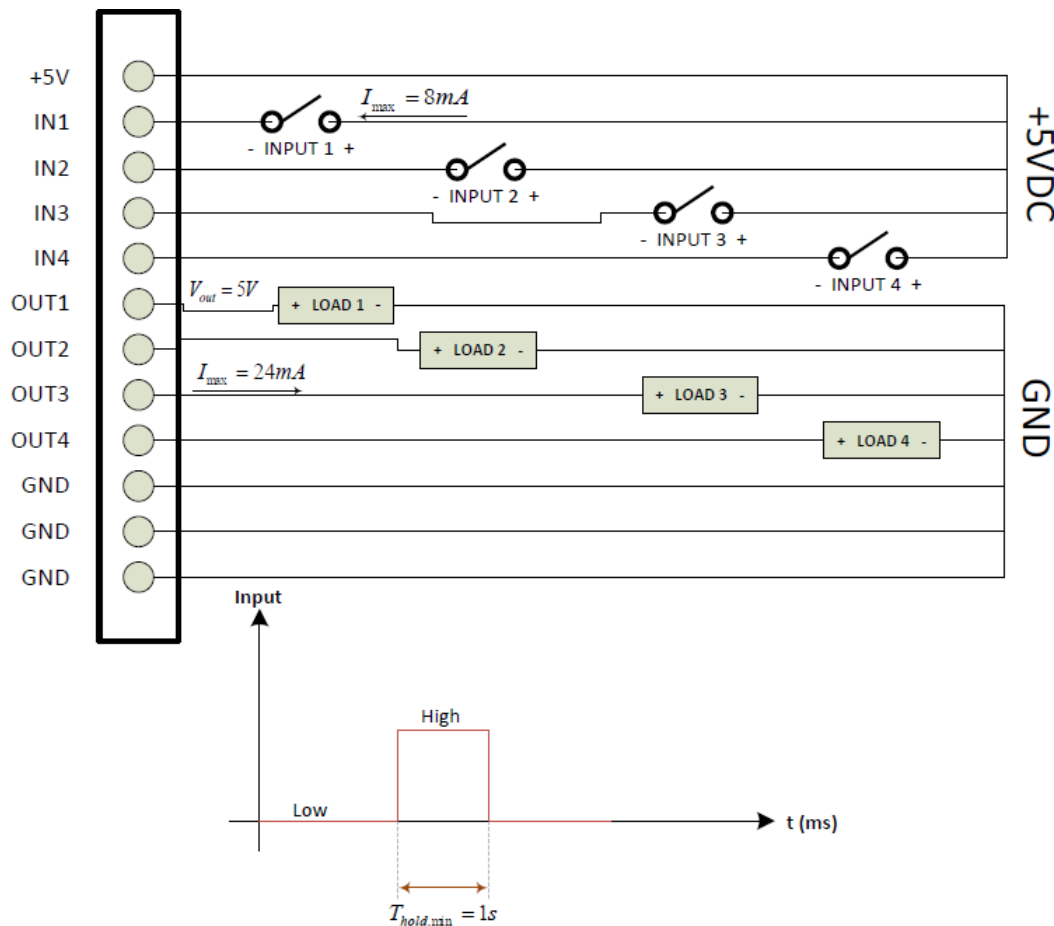 +5V
IN1
I_max = 8mA
- INPUT 1 +
IN2
- INPUT 2 +
IN3
- INPUT 3 +
IN4
- INPUT 4 +
+5VDC
OUT1
V_out = 5V
+ LOAD 1 -
OUT2
+ LOAD 2 -
OUT3
I_max = 24mA
+ LOAD 3 -
OUT4
+ LOAD 4 -
GND
GND
GND
GND
Input
High
Low
t (ms)
T_hold,min = 1s